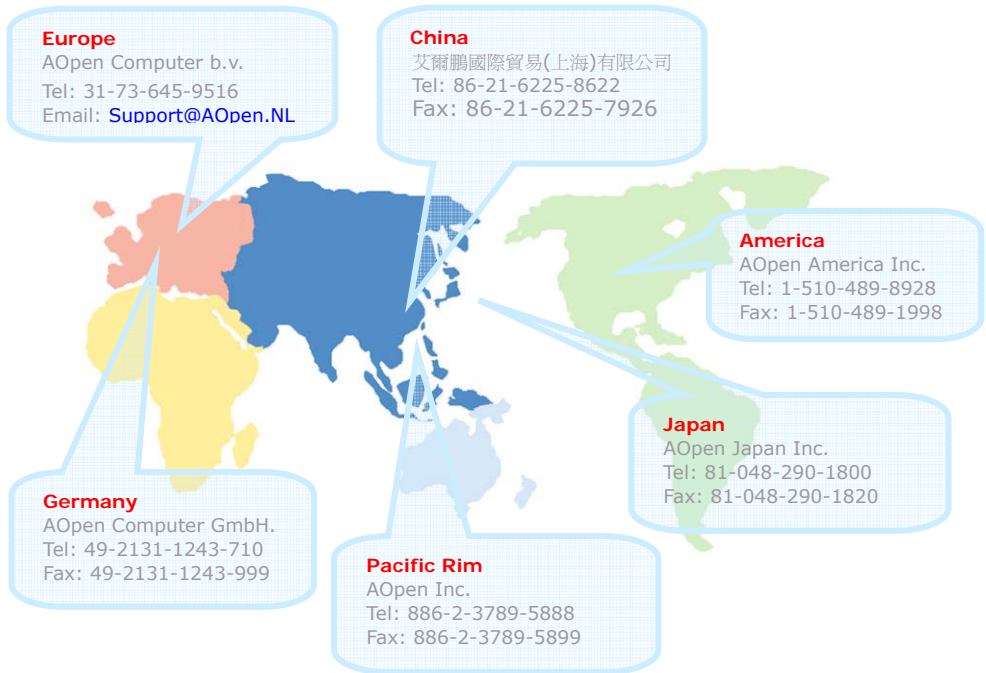 Europe
AOpen Computer b.v.
Tel: 31-73-645-9516
Email: Support@AOpen.NL
China
艾爾鵬國際貿易(上海)有限公司
Tel: 86-21-6225-8622
Fax: 86-21-6225-7926
America
AOpen America Inc.
Tel: 1-510-489-8928
Fax: 1-510-489-1998
Japan
AOpen Japan Inc.
Tel: 81-048-290-1800
Fax: 81-048-290-1820
Germany
AOpen Computer GmbH.
Tel: 49-2131-1243-710
Fax: 49-2131-1243-999
Pacific Rim
AOpen Inc.
Tel: 886-2-3789-5888
Fax: 886-2-3789-5899